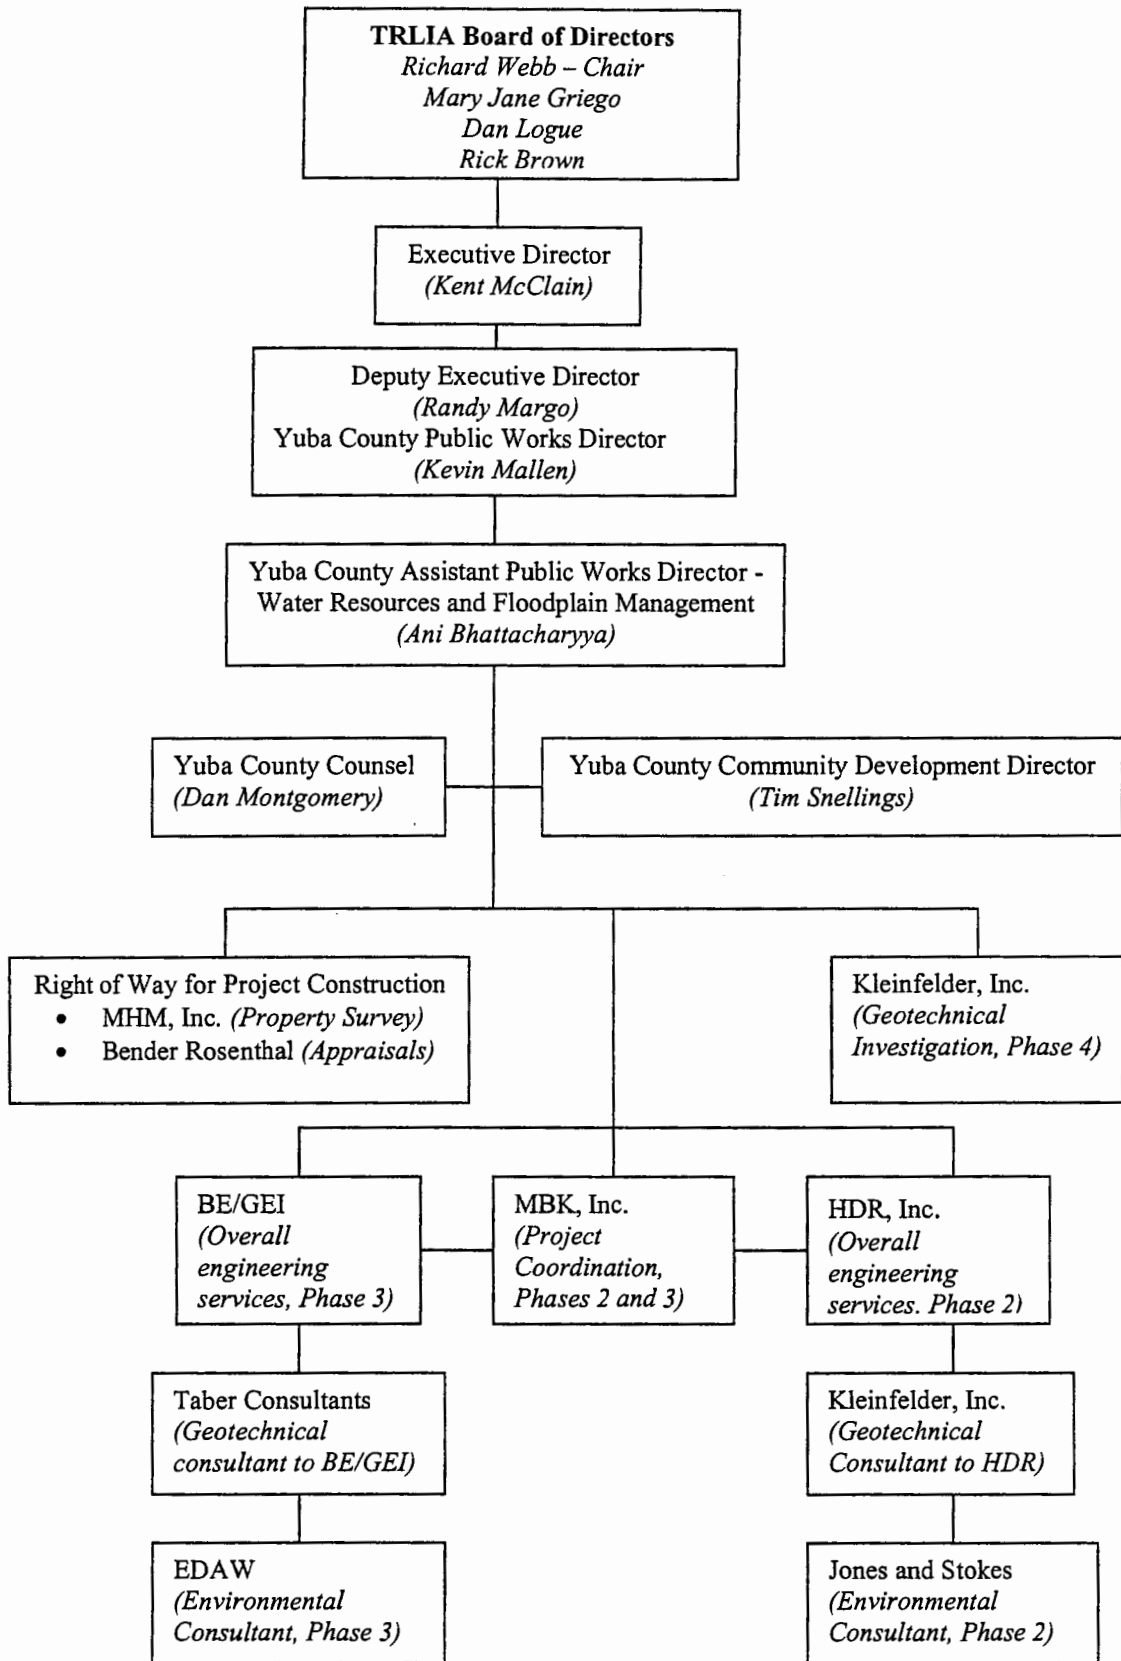 TRLIA Board of Directors
Richard Webb – Chair
Mary Jane Griego
Dan Logue
Rick Brown
Executive Director
(Kent McClain)
Deputy Executive Director
(Randy Margo)
Yuba County Public Works Director
(Kevin Mallen)
Yuba County Assistant Public Works Director -
Water Resources and Floodplain Management
(Ani Bhattacharyya)
Yuba County Counsel
(Dan Montgomery)
Yuba County Community Development Director
(Tim Snellings)
Right of Way for Project Construction
• MHM, Inc. (Property Survey)
• Bender Rosenthal (Appraisals)
Kleinfelder, Inc.
(Geotechnical
Investigation, Phase 4)
BE/GEI
(Overall
engineering
services, Phase 3)
MBK, Inc.
(Project
Coordination,
Phases 2 and 3)
HDR, Inc.
(Overall
engineering
services. Phase 2)
Taber Consultants
(Geotechnical
consultant to BE/GEI)
Kleinfelder, Inc.
(Geotechnical
Consultant to HDR)
EDAW
(Environmental
Consultant, Phase 3)
Jones and Stokes
(Environmental
Consultant, Phase 2)